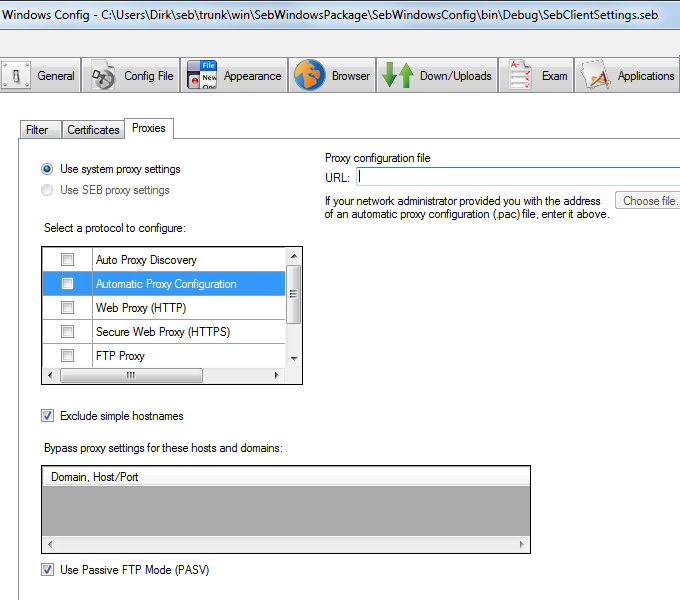 Windows Config - C:\Users\Dirk\seb\trunk\win\SebWindowsPackage\SebWindowsConfig\bin\Debug\SebClientSettings.seb
General
Config File
File
New
Appearance
Browser
Down/Uploads
Exam
Applications
Filter
Certificates
Proxies
Use system proxy settings
Use SEB proxy settings
Proxy configuration file
URL:
If your network administrator provided you with the address
of an automatic proxy configuration (.pac) file, enter it above.
Choose file.
Select a protocol to configure:
Auto Proxy Discovery
Automatic Proxy Configuration
Web Proxy (HTTP)
Secure Web Proxy (HTTPS)
FTP Proxy
Exclude simple hostnames
Bypass proxy settings for these hosts and domains:
Domain, Host/Port
Use Passive FTP Mode (PASV)